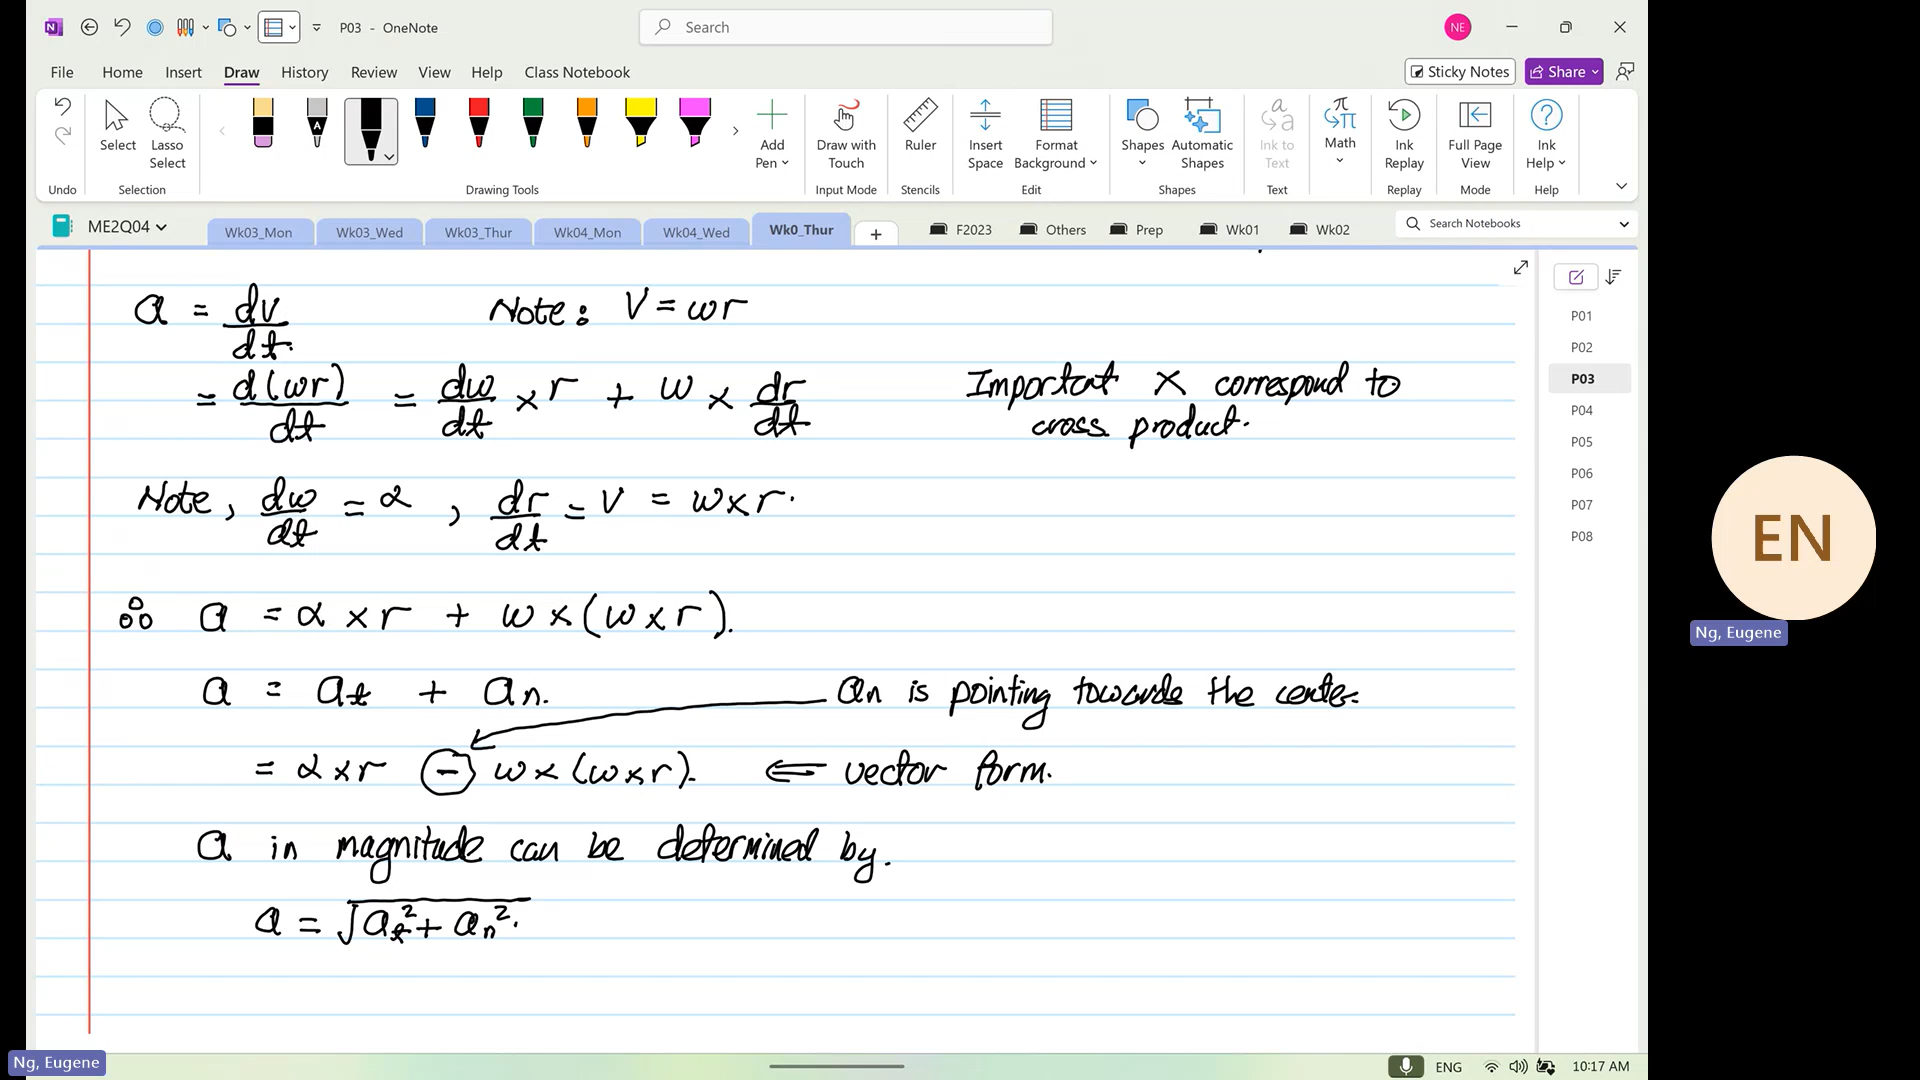 P03 - OneNote
Search
NE
File Home Insert Draw History Review View Help Class Notebook
Sticky Notes Share
Undo
Select Lasso Select
Selection
Drawing Tools
Add Pen
Draw with Touch
Input Mode
Ruler
Stencils
Insert Space Format Background
Edit
Shapes Automatic Shapes
Shapes
Ink to Text
Text
Math
Ink Replay
Replay
Full Page View
Mode
Ink Help
Help
ME2Q04
Wk03_Mon Wk03_Wed Wk03_Thur Wk04_Mon Wk04_Wed Wk0_Thur + F2023 Others Prep Wk01 Wk02
Search Notebooks
a = dv/dt. Note: V = ωr
= d(ωr)/dt = dω/dt × r + ω × dr/dt
Important × correspond to
cross product.
Note, dω/dt = α, dr/dt = V = ω×r.
∴ a = α × r + ω × (ω × r).
a = at + an. an is pointing towards the center.
= α×r − ω×(ω×r). ⇐ vector form.
a in magnitude can be determined by.
a = √(at² + an².
P01
P02
P03
P04
P05
P06
P07
P08
EN
Ng, Eugene
Ng, Eugene
ENG 10:17 AM